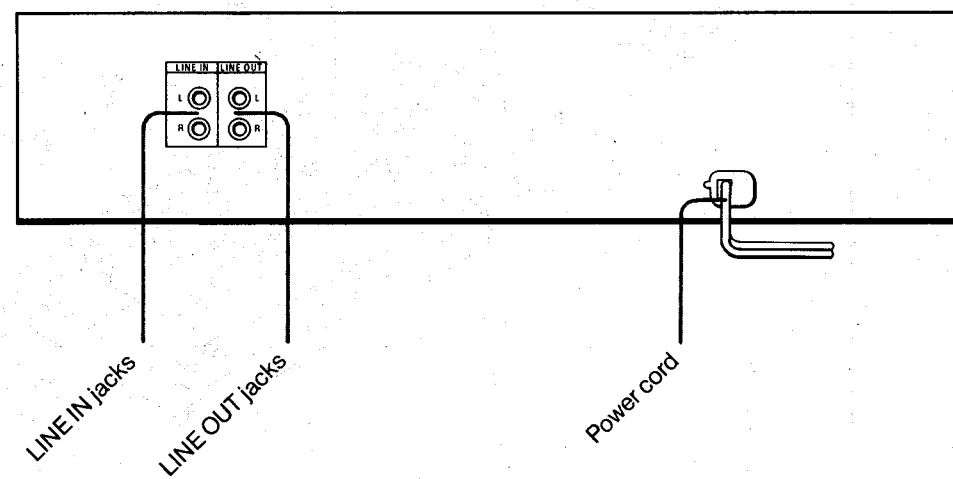 LINE IN LINE OUT
L L
R R
LINE IN jacks
LINE OUT jacks
Power cord